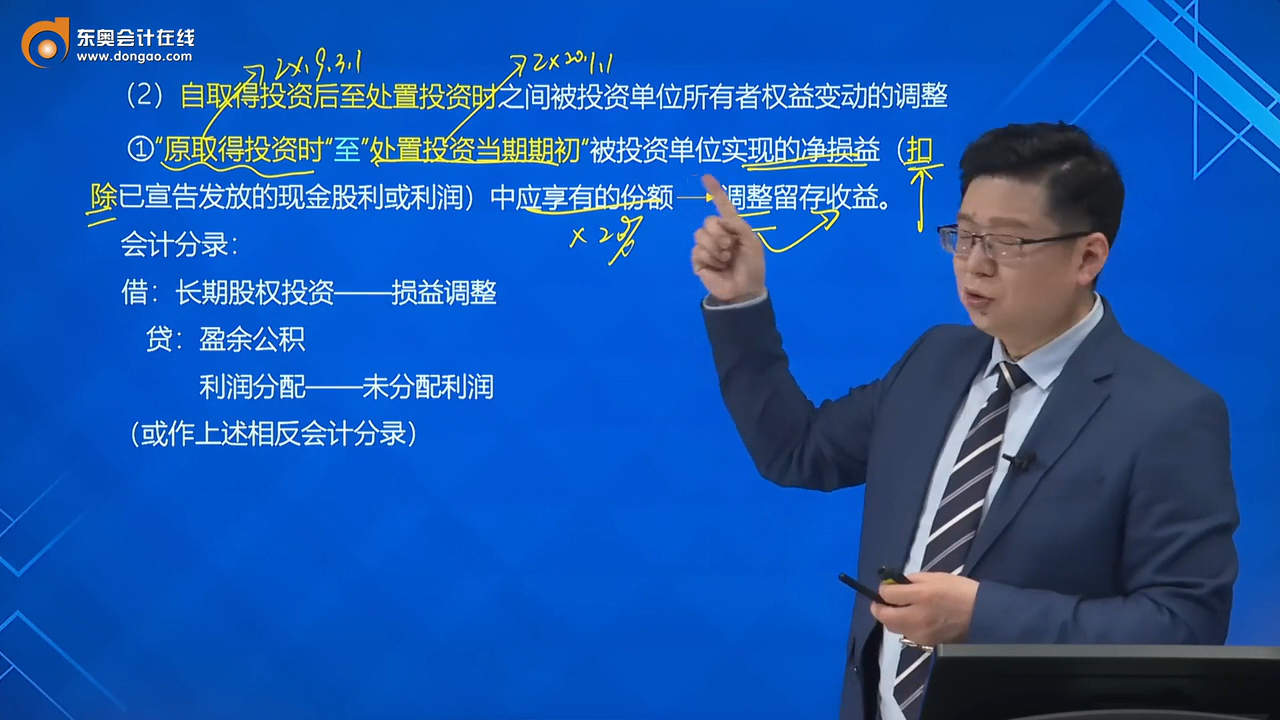 东奥会计在线
www.dongao.com
2X.9.3.1
2X20.1.1
（2）自取得投资后至处置投资时之间被投资单位所有者权益变动的调整
①“原取得投资时”至“处置投资当期期初”被投资单位实现的净损益（扣
除已宣告发放的现金股利或利润）中应享有的份额→调整留存收益。
×20%
会计分录：
借：长期股权投资——损益调整
贷：盈余公积
利润分配——未分配利润
（或作上述相反会计分录）